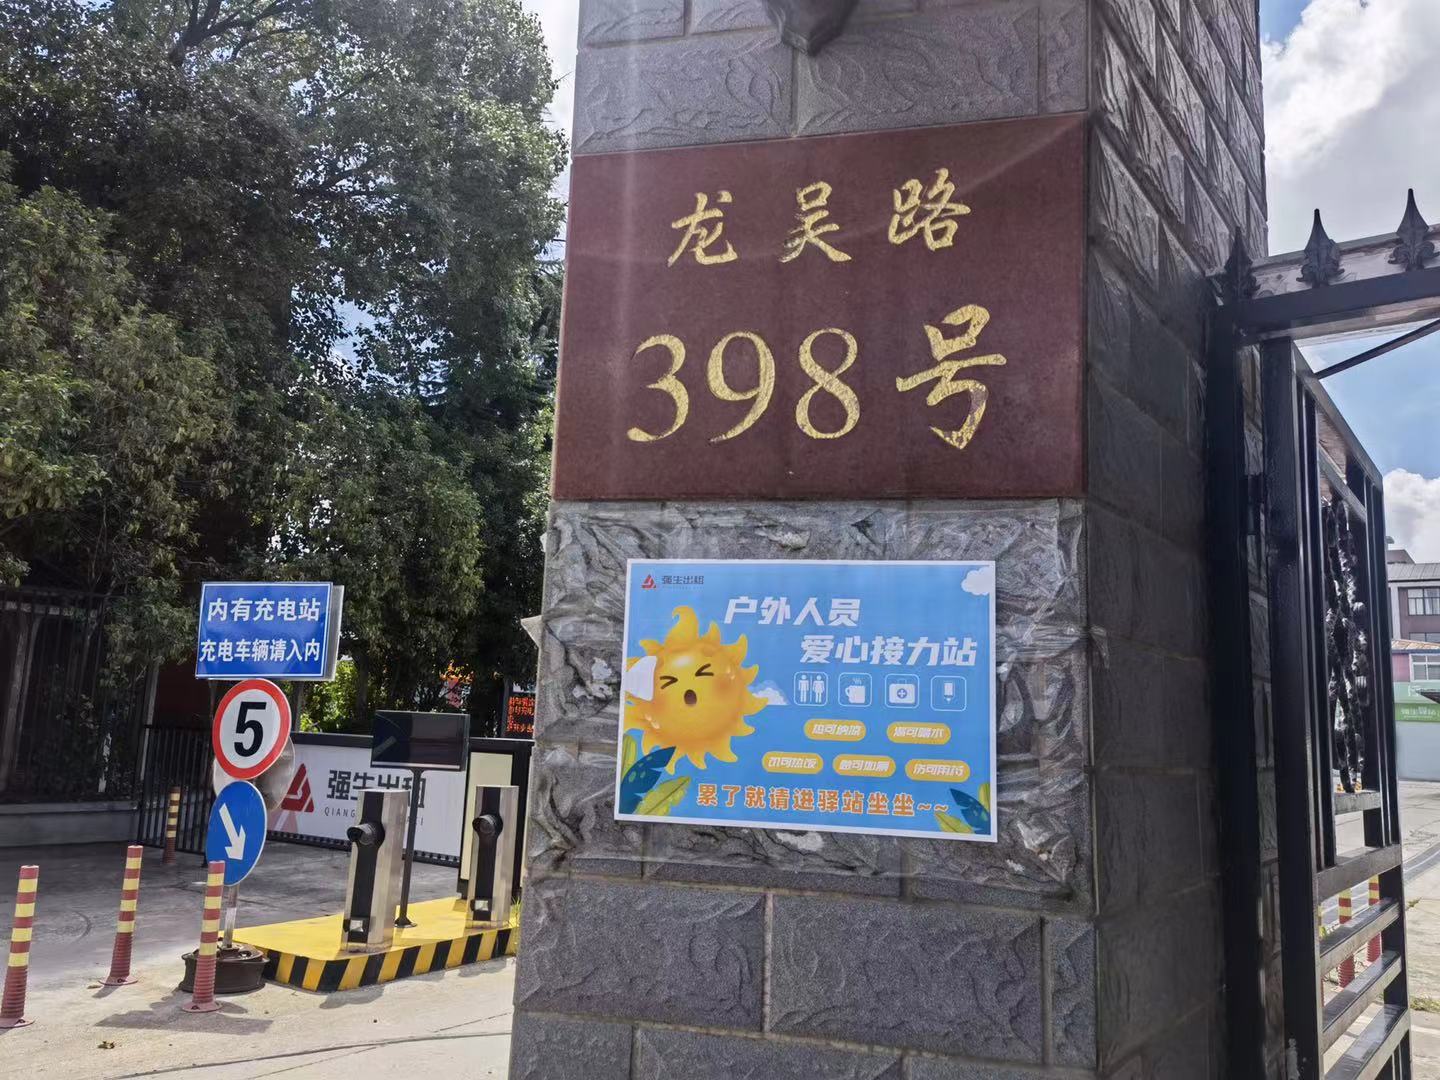 龙吴路
398号
强生出租
户外人员
爱心接力站
热可纳凉
渴可喝水
饥可热饭
急可如厕
伤可用药
累了就请进驿站坐坐~~
内有充电站
充电车辆请入内
5
强生出租